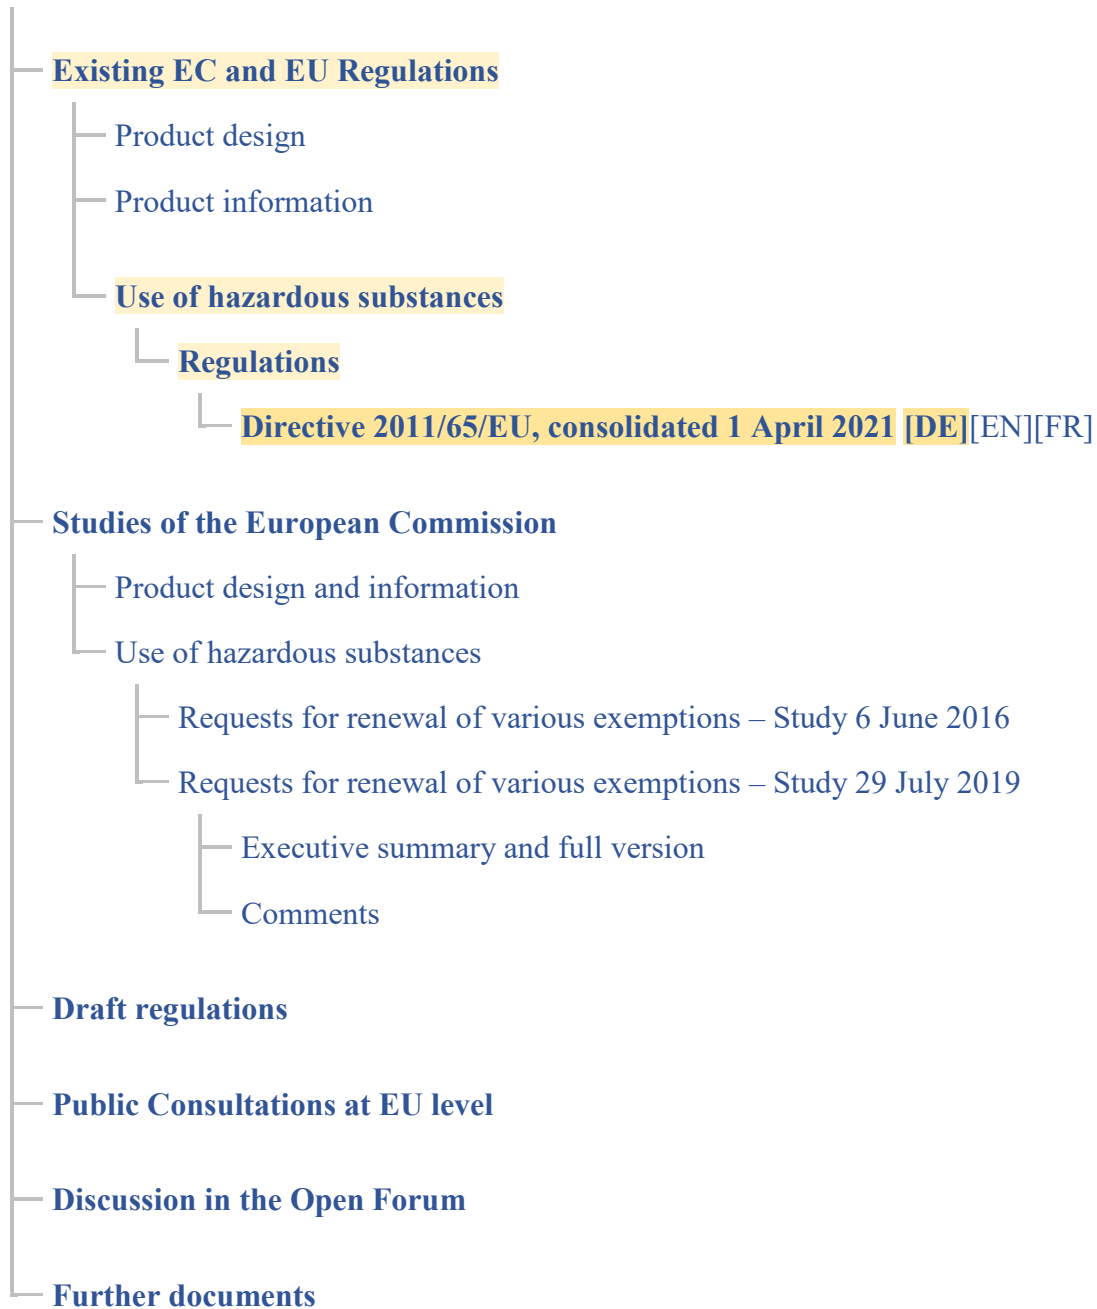 Existing EC and EU Regulations
Product design
Product information
Use of hazardous substances
Regulations
Directive 2011/65/EU, consolidated 1 April 2021 [DE][EN][FR]
Studies of the European Commission
Product design and information
Use of hazardous substances
Requests for renewal of various exemptions – Study 6 June 2016
Requests for renewal of various exemptions – Study 29 July 2019
Executive summary and full version
Comments
Draft regulations
Public Consultations at EU level
Discussion in the Open Forum
Further documents